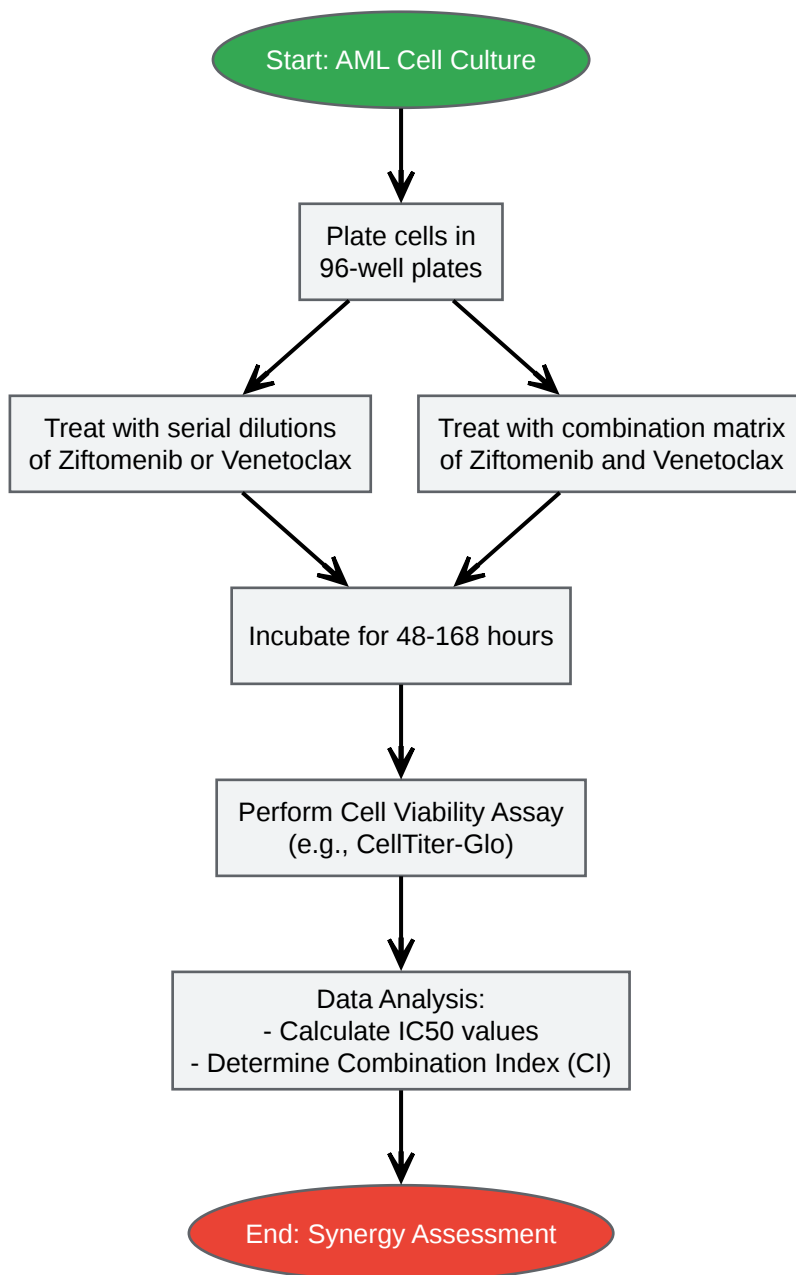 Start: AML Cell Culture
Plate cells in
96-well plates
Treat with serial dilutions
of Ziftomenib or Venetoclax
Treat with combination matrix
of Ziftomenib and Venetoclax
Incubate for 48-168 hours
Perform Cell Viability Assay
(e.g., CellTiter-Glo)
Data Analysis:
- Calculate IC50 values
- Determine Combination Index (CI)
End: Synergy Assessment